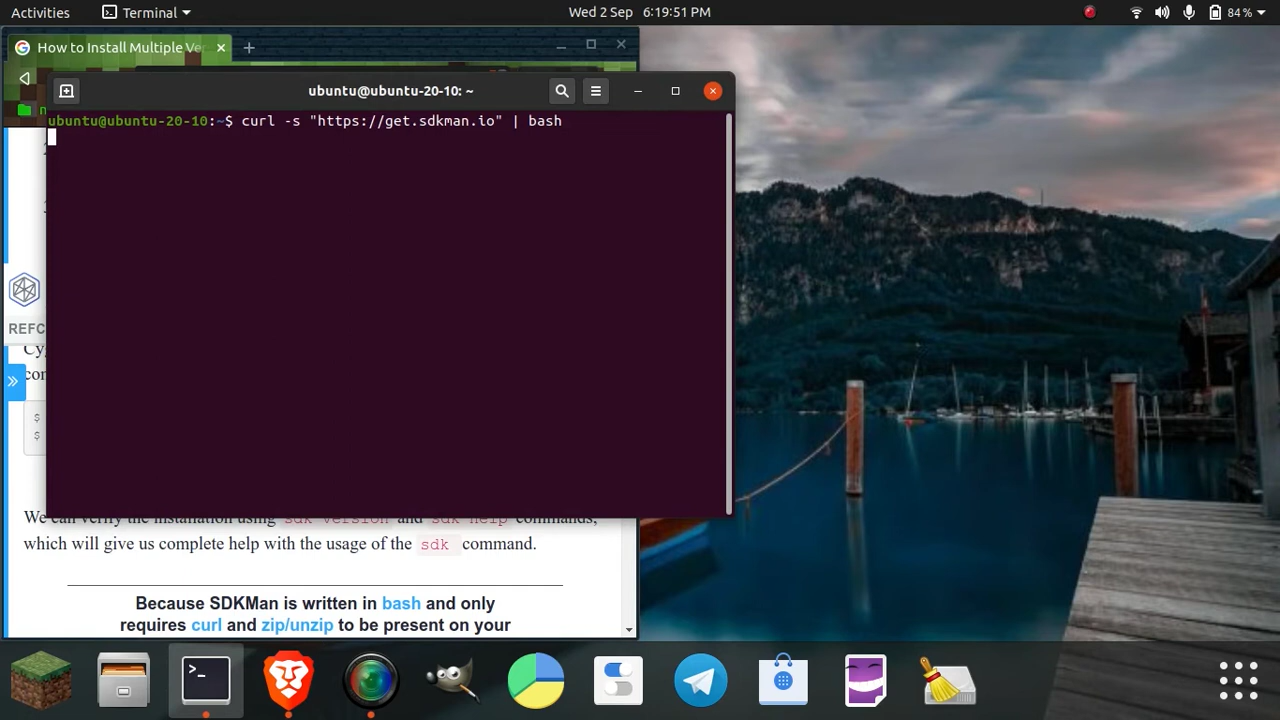 Activities
Terminal
Wed 2 Sep 6:19:51 PM
84 %
How to Install Multiple Ve
ubuntu@ubuntu-20-10: ~
ubuntu@ubuntu-20-10:~$ curl -s "https://get.sdkman.io" | bash
REFC
con
$
$
We can verify the installation using sdk version and sdk help commands,
which will give us complete help with the usage of the sdk command.
Because SDKMan is written in bash and only
requires curl and zip/unzip to be present on your